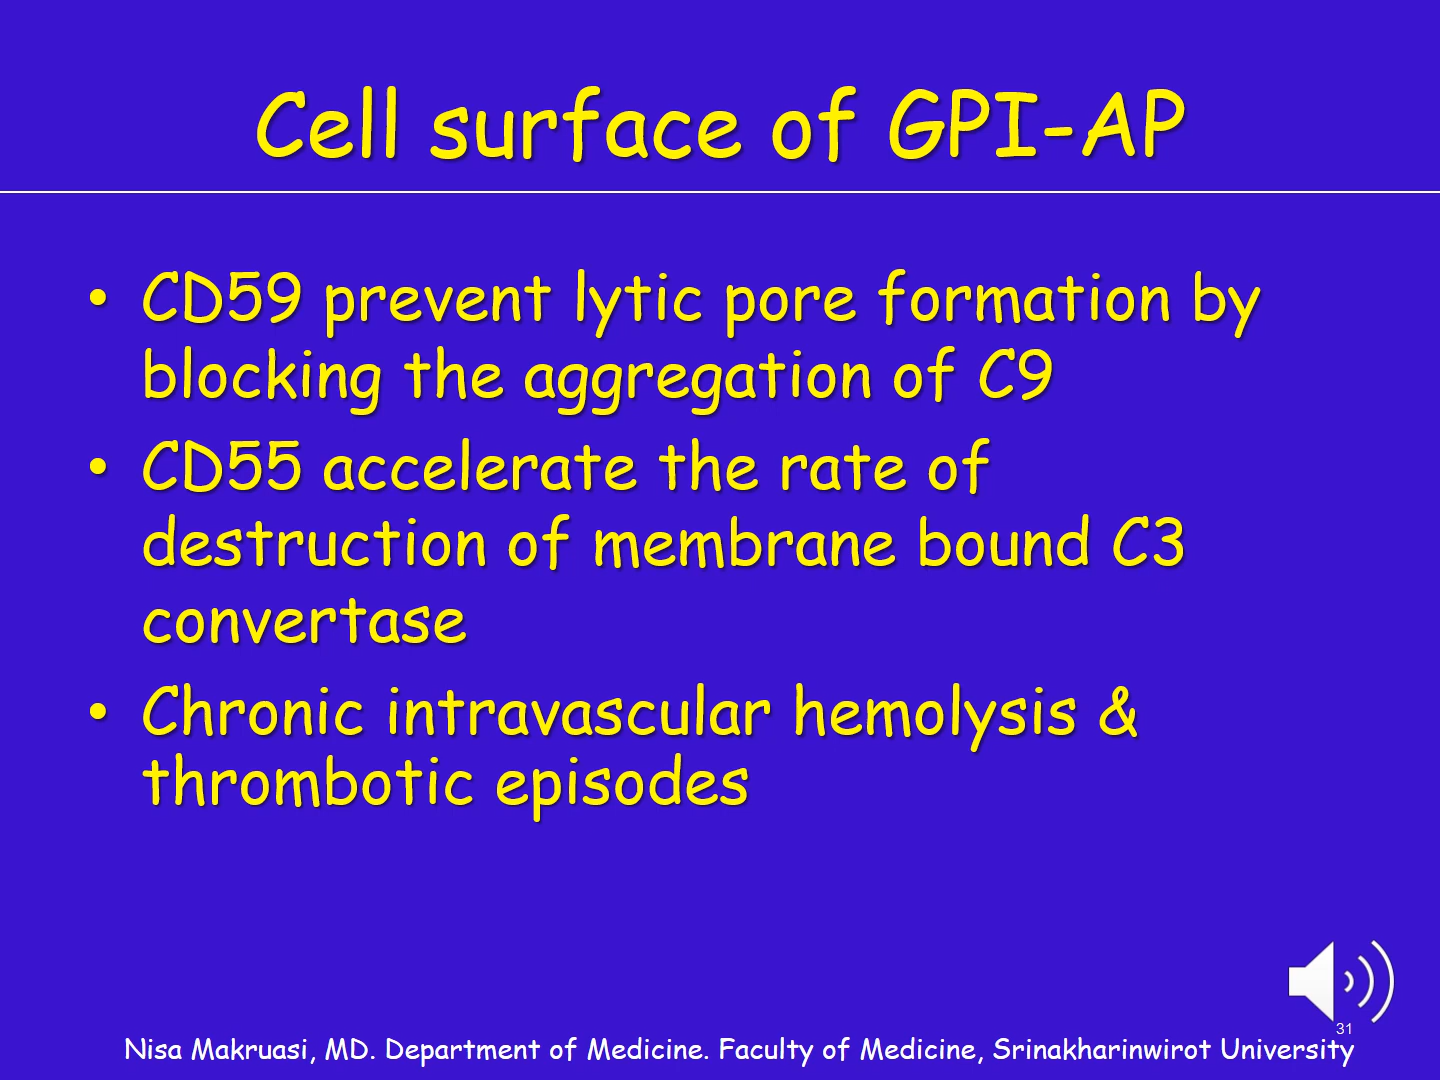 Cell surface of GPI-AP
• CD59 prevent lytic pore formation by
blocking the aggregation of C9
• CD55 accelerate the rate of
destruction of membrane bound C3
convertase
• Chronic intravascular hemolysis &
thrombotic episodes
31
Nisa Makruasi, MD. Department of Medicine. Faculty of Medicine, Srinakharinwirot University